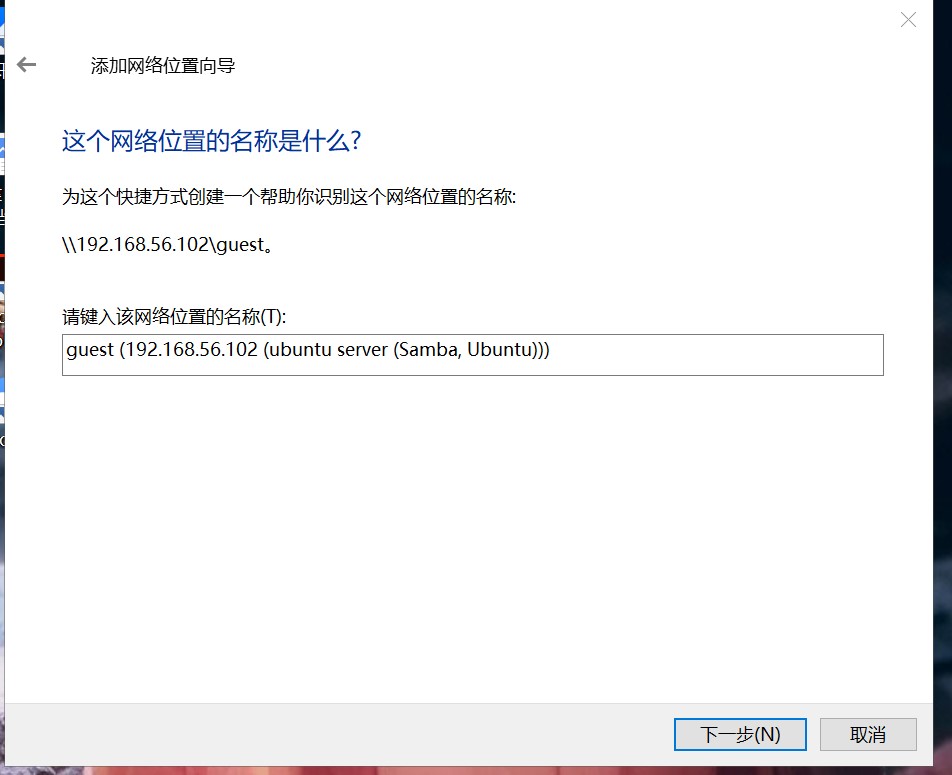 添加网络位置向导
这个网络位置的名称是什么?
为这个快捷方式创建一个帮助你识别这个网络位置的名称:
\\192.168.56.102\guest。
请键入该网络位置的名称(T):
guest (192.168.56.102 (ubuntu server (Samba, Ubuntu)))
下一步(N)
取消